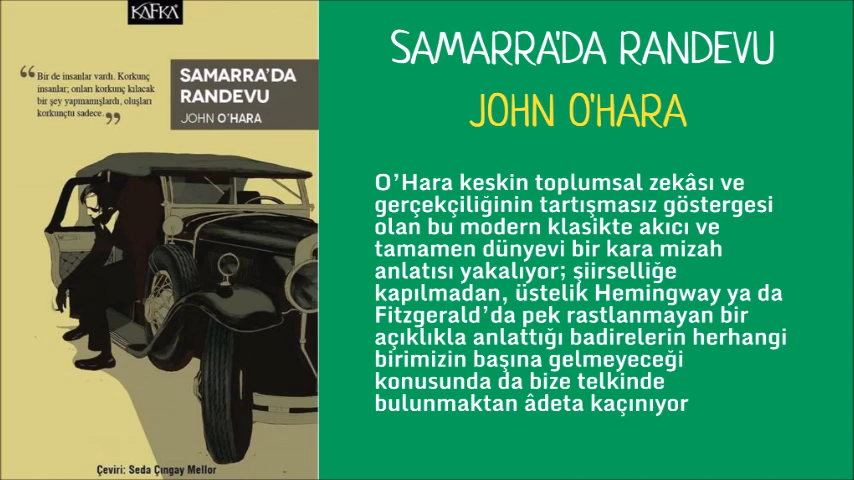 KAFKA
“Bir de insanlar vardı. Korkunç
insanlar; onları korkunç kılacak
bir şey yapmamışlardı, oluşları
korkunçtu sadece.”
SAMARRA’DA
RANDEVU
JOHN O’HARA
Çeviri: Seda Çıngay Mellor
SAMARRA'DA RANDEVU
JOHN O'HARA
O’Hara keskin toplumsal zekâsı ve
gerçekçiliğinin tartışmasız göstergesi
olan bu modern klasikte akıcı ve
tamamen dünyevi bir kara mizah
anlatısı yakalıyor; şiirselliğe
kapılmadan, üstelik Hemingway ya da
Fitzgerald’da pek rastlanmayan bir
açıklıkla anlattığı badirelerin herhangi
birimizin başına gelmeyeceği
konusunda da bize telkinde
bulunmaktan âdeta kaçınıyor